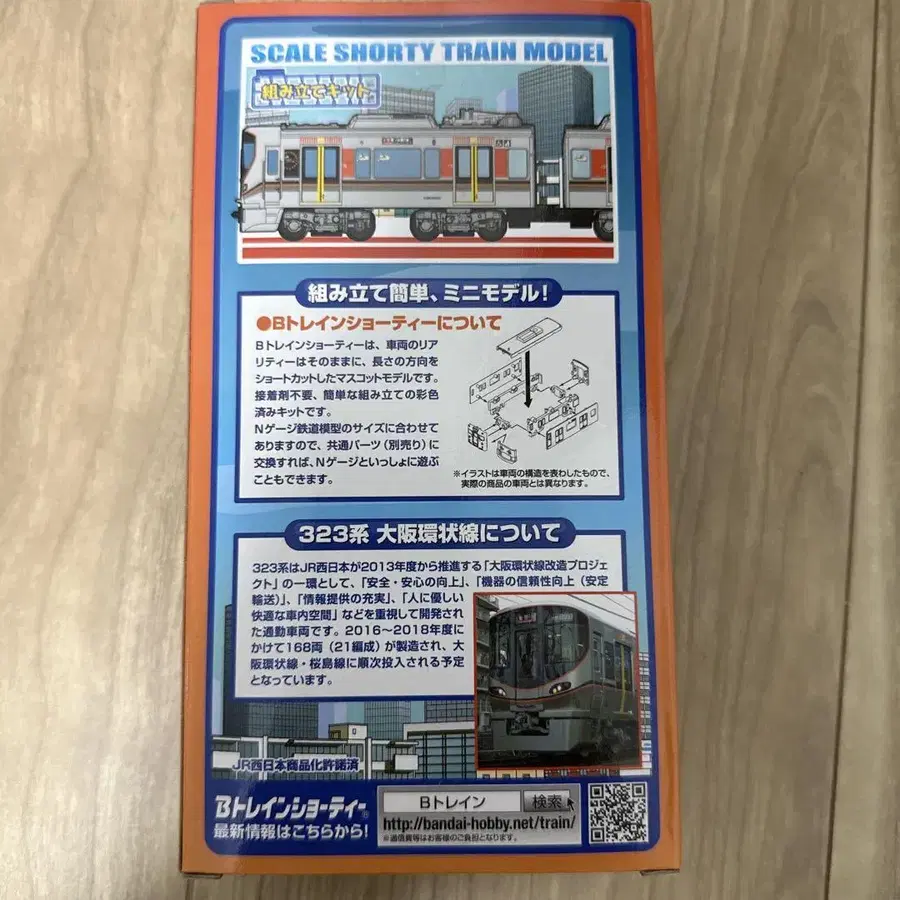 SCALE SHORTY TRAIN MODEL
組み立てキット
組み立て簡単、ミニモデル!
●Bトレインショーティーについて
Bトレインショーティーは、車両のリア
リティーはそのままに、長さの方向を
ショートカットしたマスコットモデルです。
接着剤不要、簡単な組み立ての彩色
済みキットです。
Nゲージ鉄道模型のサイズに合わせて
ありますので、共通パーツ(別売り)に
交換すれば、Nゲージといっしょに遊ぶ
こともできます。
※イラストは車両の構造を表わしたもので、
実際の商品の車両とは異なります。
323系 大阪環状線について
323系はJR西日本が2013年度から推進する「大阪環状線改造プロジェ
クト」の一環として、「安全・安心の向上」、「機器の信頼性向上(安定
輸送)」、「情報提供の充実」、「人に優しい
快適な車内空間」などを重視して開発され
た通勤車両です。2016〜2018年度に
かけて168両(21編成)が製造され、大
阪環状線・桜島線に順次投入される予定
となっています。
JR西日本商品化許諾済
Bトレインショーティー®
最新情報はこちらから!
Bトレイン 検索
http://bandai-hobby.net/train/
※通信費等はお客様のご負担となります。